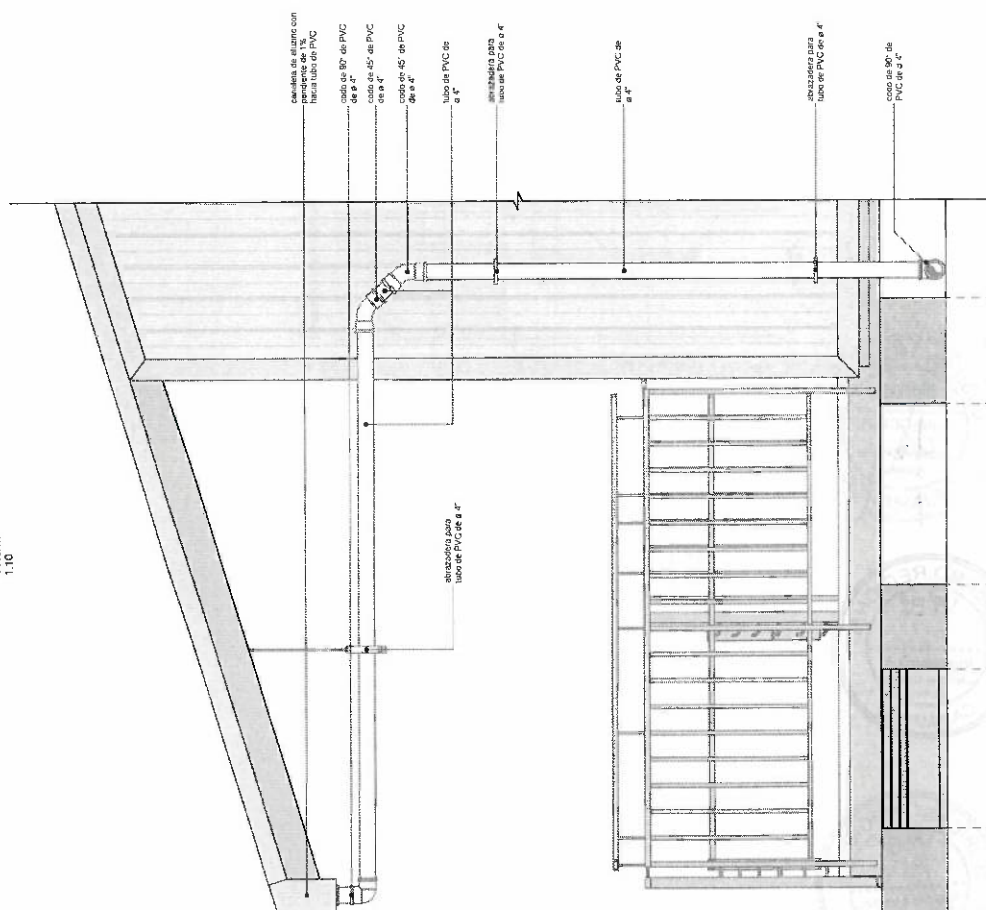 1:10
canaleta de aluzinc con
pendiente de 1%
hacia tubo de PVC
codo de 90° de PVC
de ø 4"
codo de 45° de PVC
de ø 4"
codo de 45° de PVC
de ø 4"
tubo de PVC de
ø 4"
abrazadera para
tubo de PVC de ø 4"
tubo de PVC de
ø 4"
abrazadera para
tubo de PVC de ø 4"
codo de 90° de
PVC de ø 4"
abrazadera para
tubo de PVC de ø 4"